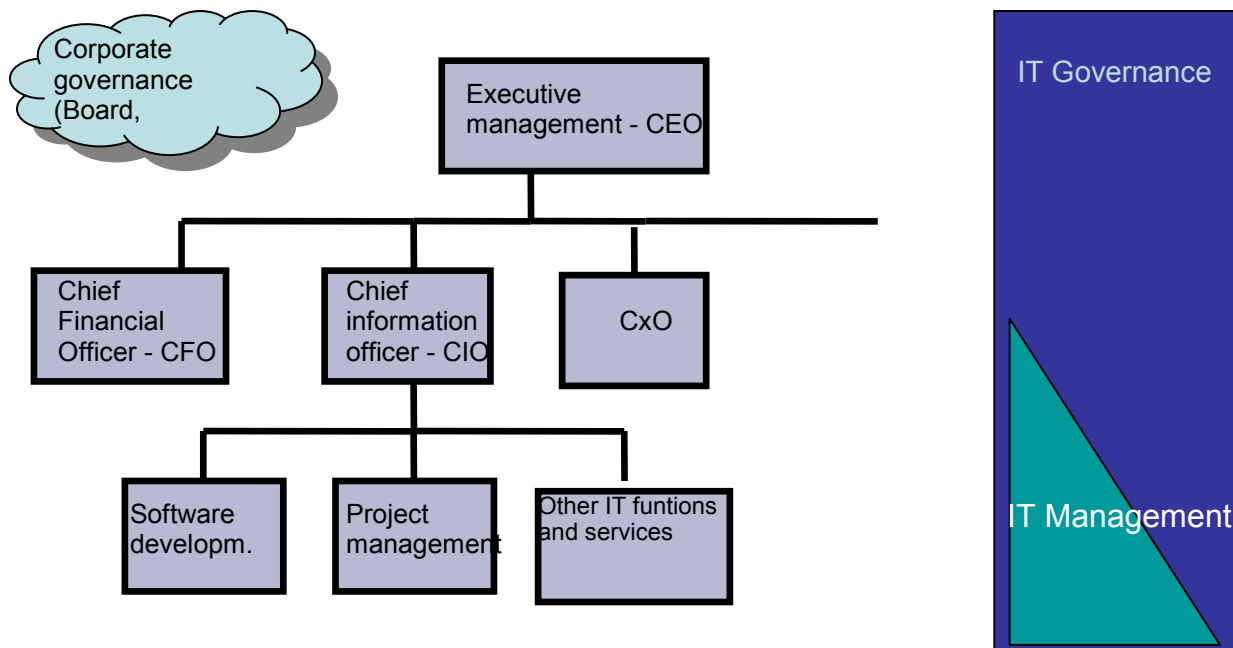 Corporate
governance
(Board,
Executive
management - CEO
IT Governance
Chief
Financial
Officer - CFO
Chief
information
officer - CIO
CxO
Software
developm.
Project
management
Other IT funtions
and services
IT Management